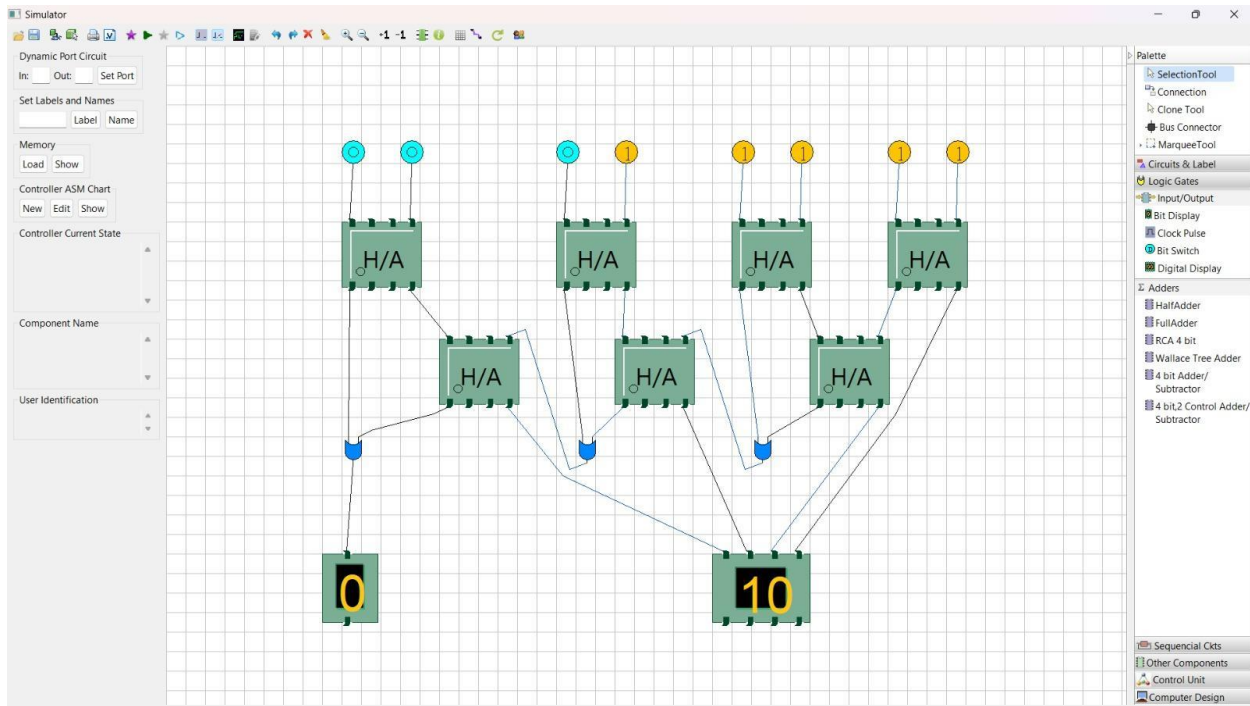 Simulator
+1 -1
Dynamic Port Circuit
In: Out: Set Port
Set Labels and Names
Label Name
Memory
Load Show
Controller ASM Chart
New Edit Show
Controller Current State
Component Name
User Identification
0 0 0 1 1 1 1 1
H/A H/A H/A H/A
H/A H/A H/A
0 10
Palette
SelectionTool
Connection
Clone Tool
Bus Connector
MarqueeTool
Circuits & Label
Logic Gates
Input/Output
Bit Display
Clock Pulse
Bit Switch
Digital Display
Σ Adders
HalfAdder
FullAdder
RCA 4 bit
Wallace Tree Adder
4 bit Adder/
Subtractor
4 bit,2 Control Adder/
Subtractor
Sequencial Ckts
Other Components
Control Unit
Computer Design